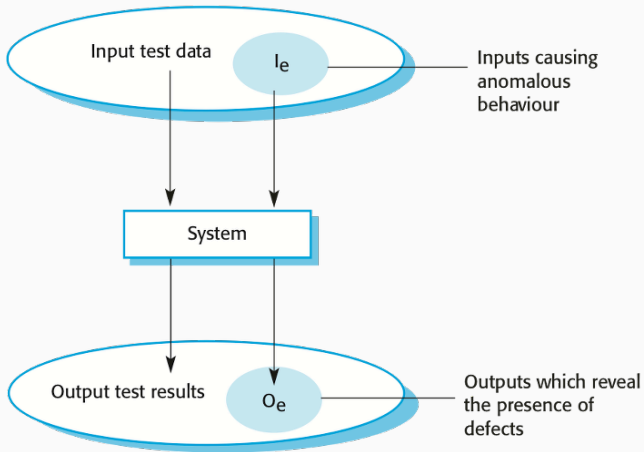 Input test data
Ie
Inputs causing
anomalous
behaviour
System
Output test results
Oe
Outputs which reveal
the presence of
defects